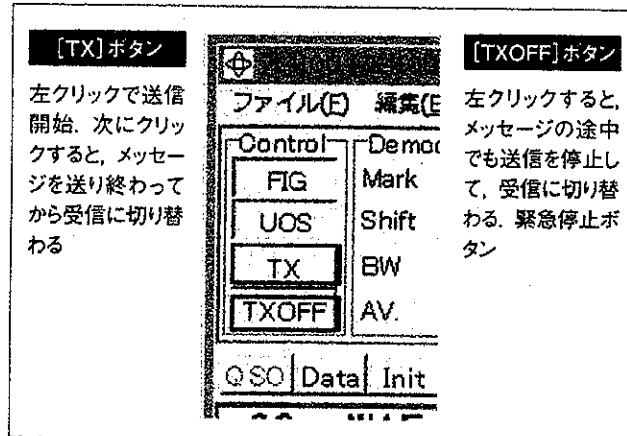 [TX]ボタン
左クリックで送信
開始. 次にクリッ
クすると, メッセー
ジを送り終わって
から受信に切り替
わる
ファイル(F) 編集(E
Control
FIG
UOS
TX
TXOFF
Demod
Mark
Shift
BW
AV.
QSO Data Init
[TXOFF]ボタン
左クリックすると,
メッセージの途中
でも送信を停止し
て, 受信に切り替
わる. 緊急停止ボ
タン